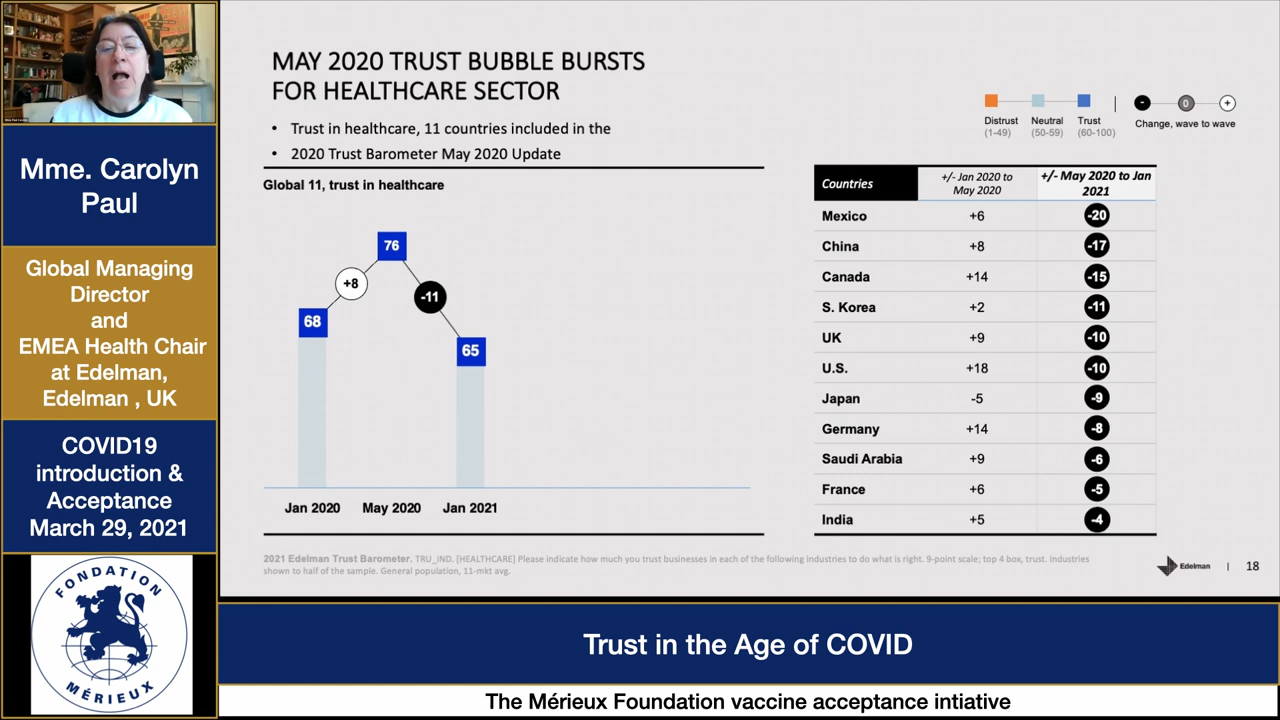 Mme. Carolyn
Paul
Global Managing
Director
and
EMEA Health Chair
at Edelman,
Edelman , UK
COVID19
introduction &
Acceptance
March 29, 2021
FONDATION
MÉRIEUX
MAY 2020 TRUST BUBBLE BURSTS
FOR HEALTHCARE SECTOR
• Trust in healthcare, 11 countries included in the
• 2020 Trust Barometer May 2020 Update
Global 11, trust in healthcare
68
+8
76
-11
65
Jan 2020 May 2020 Jan 2021
Distrust Neutral Trust
(1-49) (50-59) (60-100)
- 0 +
Change, wave to wave
Countries +/- Jan 2020 to May 2020 +/- May 2020 to Jan 2021
Mexico +6 -20
China +8 -17
Canada +14 -15
S. Korea +2 -11
UK +9 -10
U.S. +18 -10
Japan -5 -9
Germany +14 -8
Saudi Arabia +9 -6
France +6 -5
India +5 -4
2021 Edelman Trust Barometer. TRU_IND. [HEALTHCARE] Please indicate how much you trust businesses in each of the following industries to do what is right. 9-point scale; top 4 box, trust. Industries
shown to half of the sample. General population, 11-mkt avg.
Edelman | 18
Trust in the Age of COVID
The Mérieux Foundation vaccine acceptance intiative